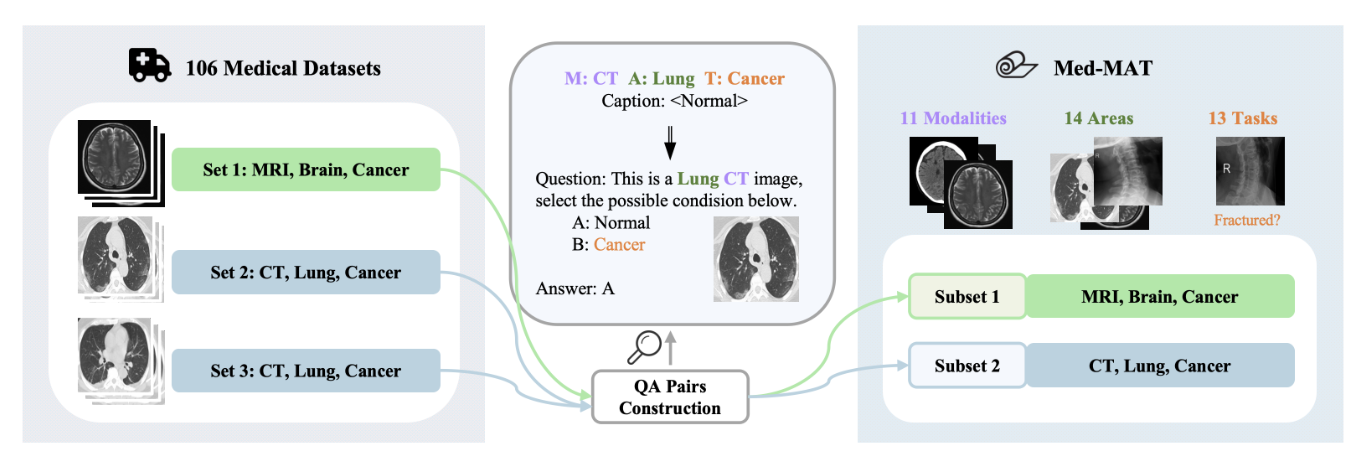 106 Medical Datasets
Set 1: MRI, Brain, Cancer
Set 2: CT, Lung, Cancer
Set 3: CT, Lung, Cancer
M: CT A: Lung T: Cancer
Caption: <Normal>
Question: This is a Lung CT image,
select the possible condision below.
A: Normal
B: Cancer
Answer: A
QA Pairs
Construction
Med-MAT
11 Modalities
14 Areas
13 Tasks
R
Fractured?
Subset 1
MRI, Brain, Cancer
Subset 2
CT, Lung, Cancer